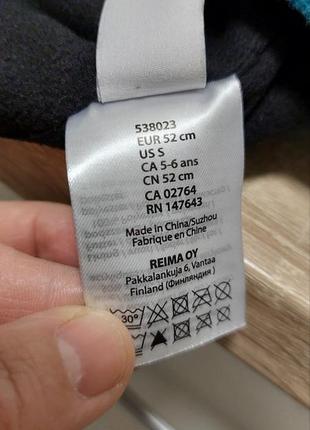 538023
EUR 52 cm
US S
CA 5-6 ans
CN 52 cm
CA 02764
RN 147643
Made in China/Suzhou
Fabrique en Chine
REIMA OY
Pakkalankuja 6, Vantaa
Finland (Финляндия)
30°